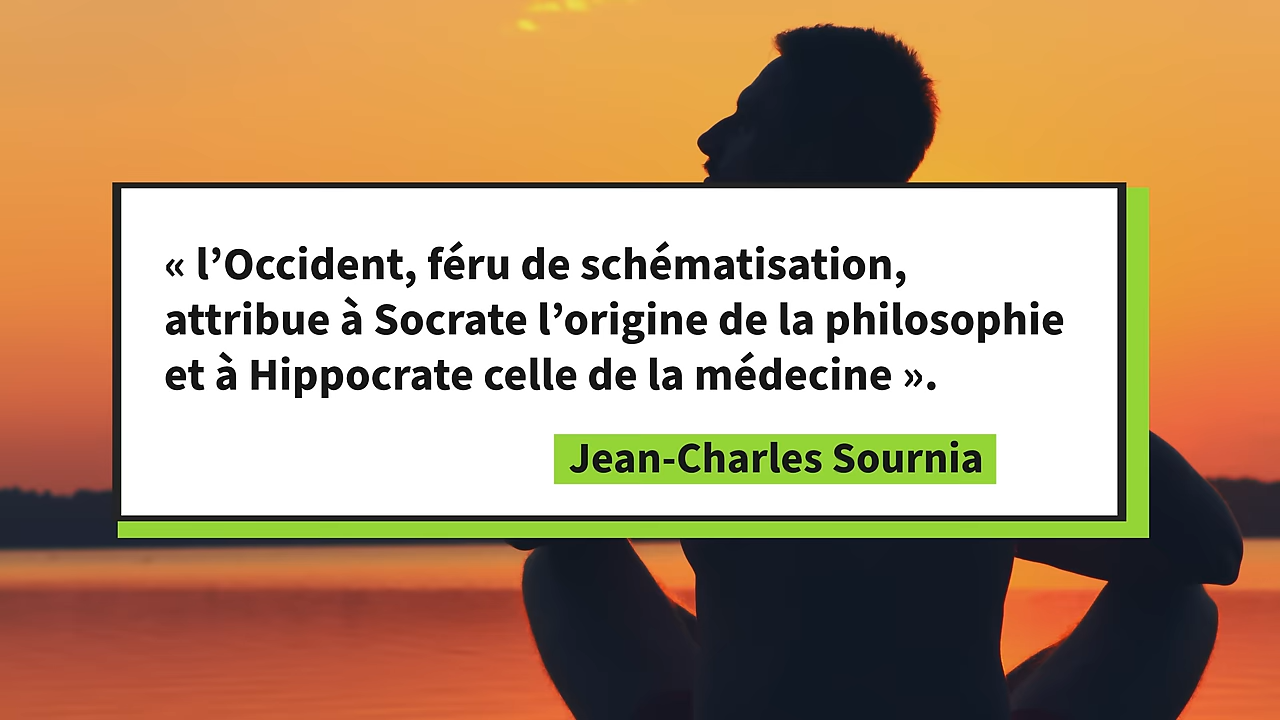 « l’Occident, féru de schématisation,
attribue à Socrate l’origine de la philosophie
et à Hippocrate celle de la médecine ».
Jean-Charles Sournia